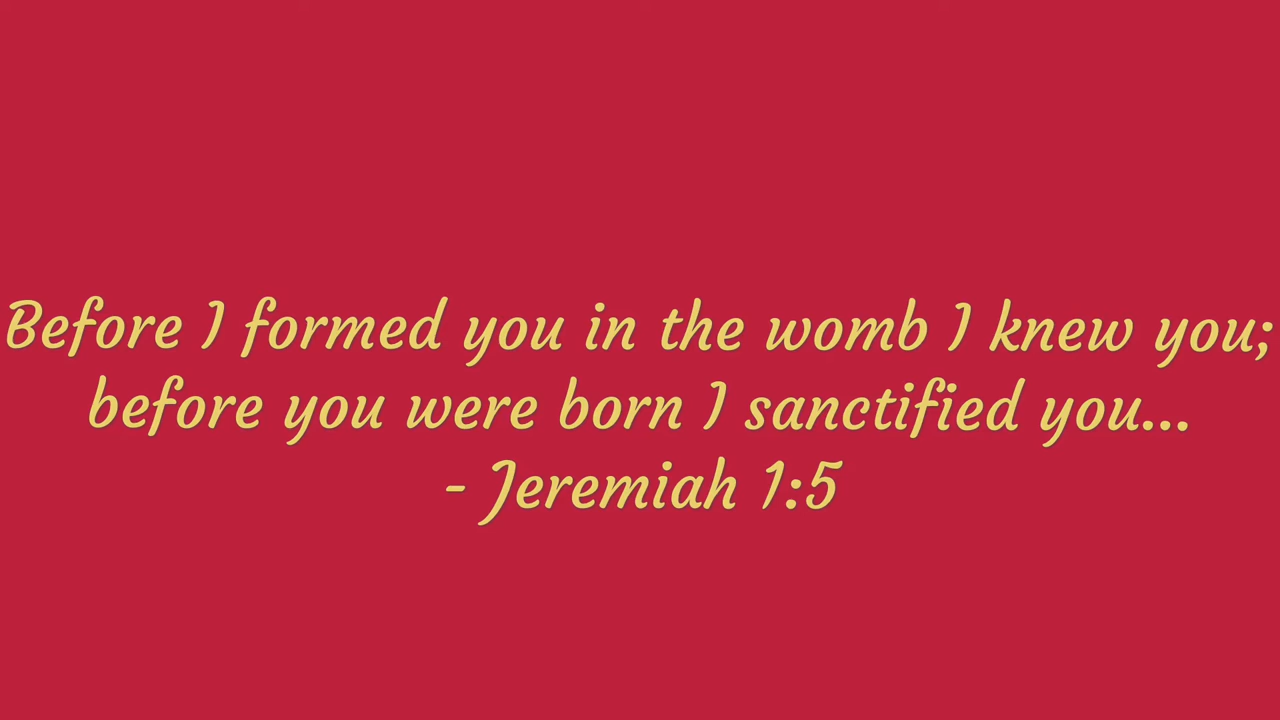 Before I formed you in the womb I knew you;
before you were born I sanctified you...
- Jeremiah 1:5